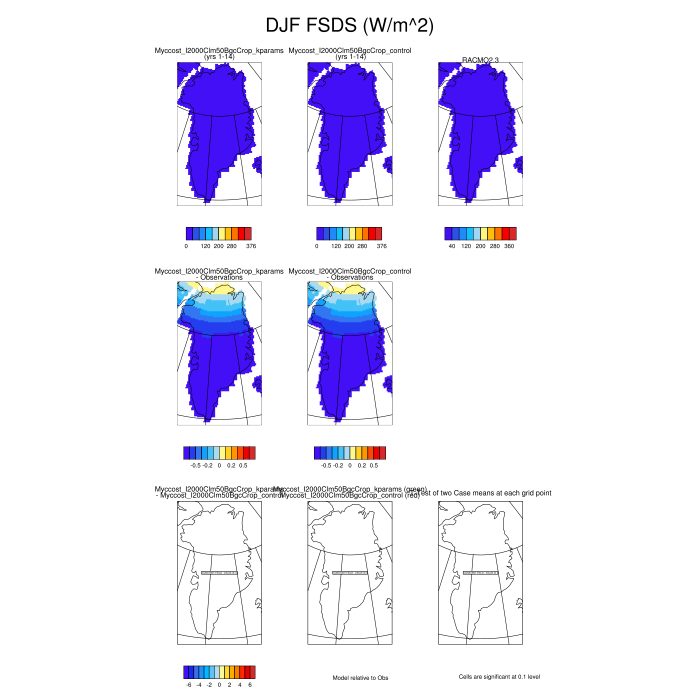 DJF FSDS (W/m^2)
Myccost_I2000Clm50BgcCrop_kparams
(yrs 1-14)
Myccost_I2000Clm50BgcCrop_control
(yrs 1-14)
RACMO2.3
0 120 200 280 376
0 120 200 280 376
40 120 200 280 360
Myccost_I2000Clm50BgcCrop_kparams
- Observations
Myccost_I2000Clm50BgcCrop_control
- Observations
-0.5 -0.2 0 0.2 0.5
-0.5 -0.2 0 0.2 0.5
Myccost_I2000Clm50BgcCrop_kparams
- Myccost_I2000Clm50BgcCrop_control
Myccost_I2000Clm50BgcCrop_kparams (green)
Myccost_I2000Clm50BgcCrop_control (red)
of two Case means at each grid point
-6 -4 -2 0 2 4 6
Model relative to Obs
Cells are significant at 0.1 level